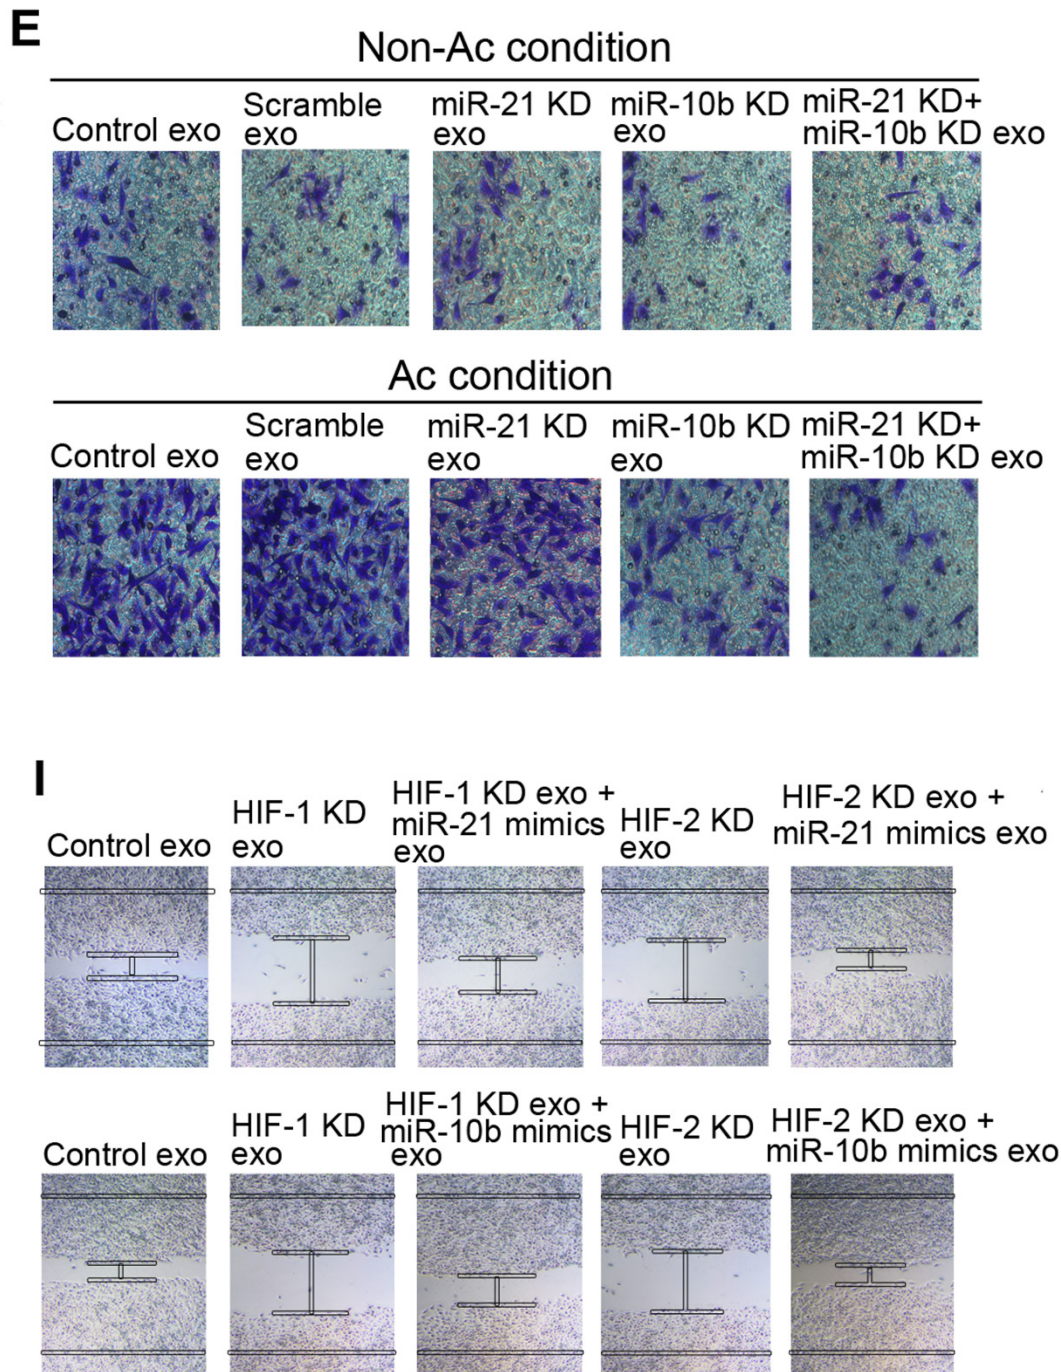 E
Non-Ac condition
Control exo
Scramble
exo
miR-21 KD
exo
miR-10b KD
exo
miR-21 KD+
miR-10b KD exo
Ac condition
Control exo
Scramble
exo
miR-21 KD
exo
miR-10b KD
exo
miR-21 KD+
miR-10b KD exo
I
Control exo
HIF-1 KD
exo
HIF-1 KD exo +
miR-21 mimics
exo
HIF-2 KD
exo
HIF-2 KD exo +
miR-21 mimics exo
Control exo
HIF-1 KD
exo
HIF-1 KD exo +
miR-10b mimics
exo
HIF-2 KD
exo
HIF-2 KD exo +
miR-10b mimics exo